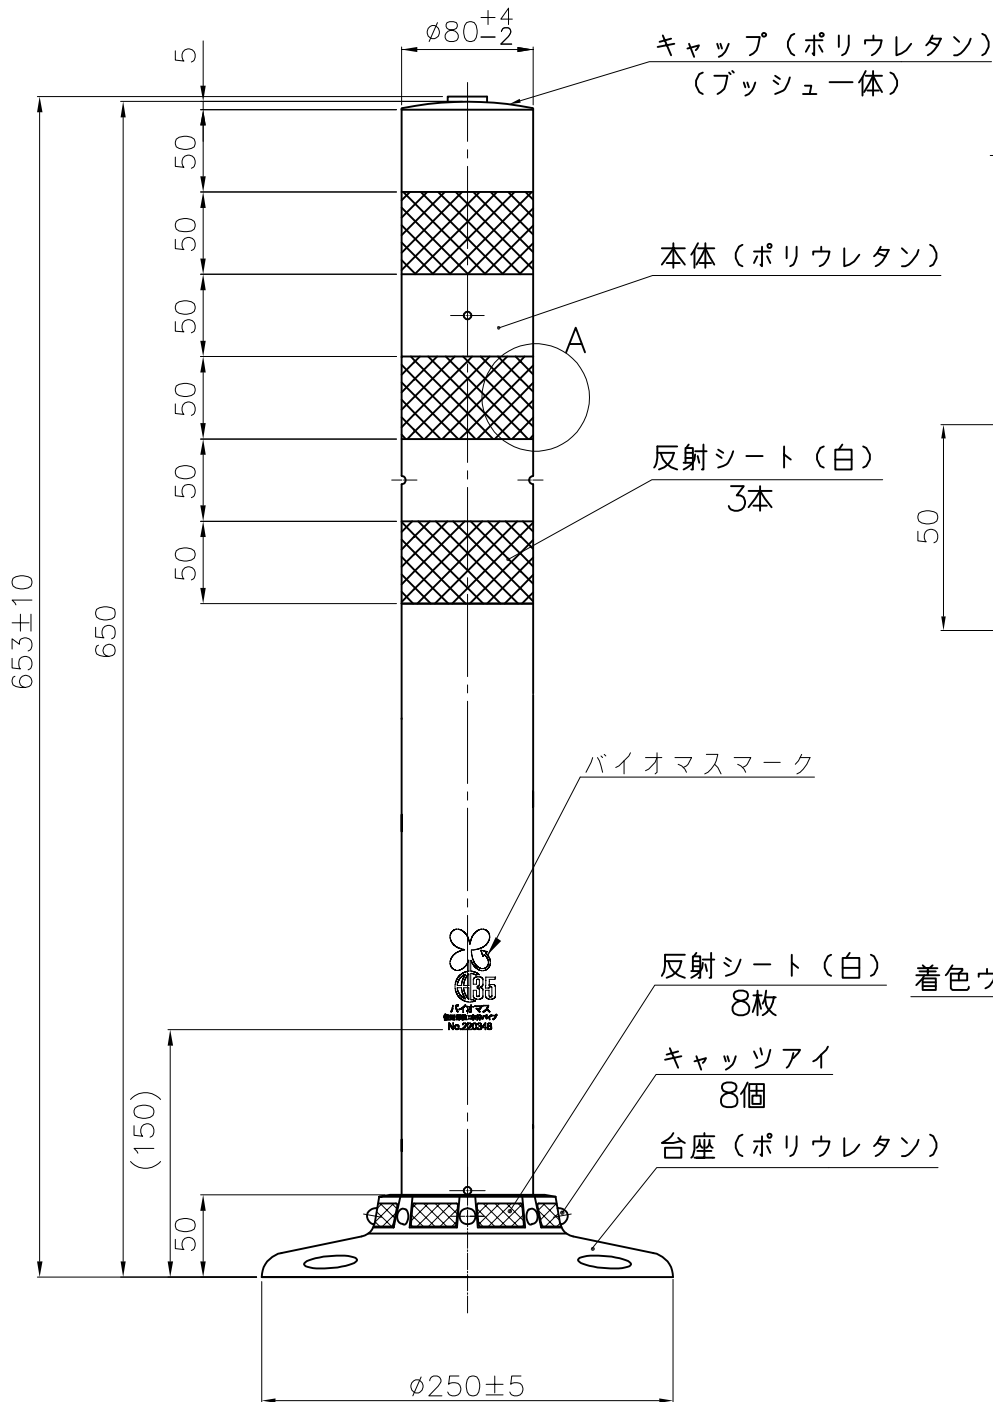 ø80+4-2
キャップ（ポリウレタン）
（ブッシュ一体）
5
50
50
本体（ポリウレタン）
50
A
50
反射シート（白）
3本
50
50
50
653±10
650
バイオマスマーク
35
バイオマス
No.220348
反射シート（白）
8枚
着色ウ
キャッツアイ
8個
台座（ポリウレタン）
(150)
50
ø250±5